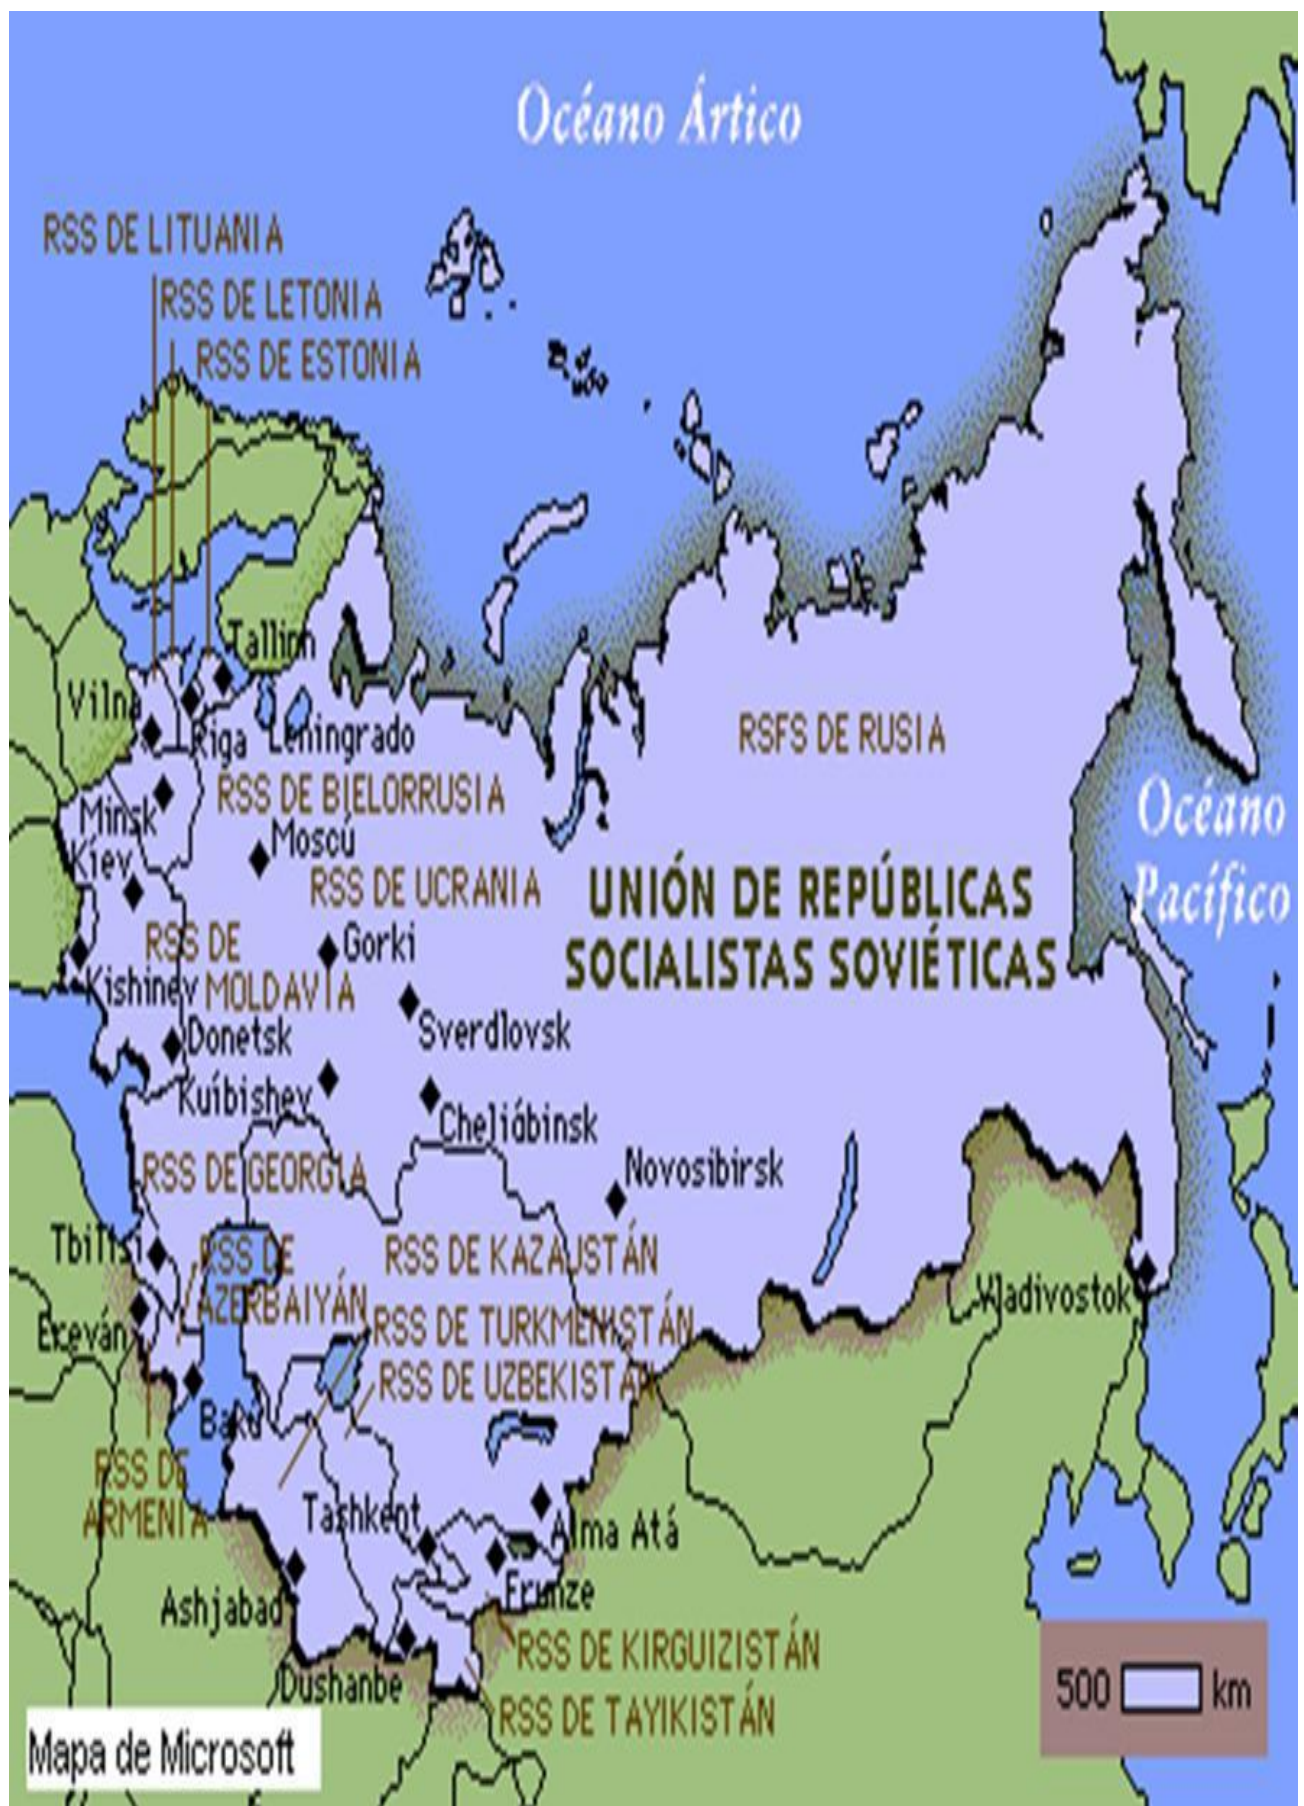 Océano Ártico
RSS DE LITUANIA
RSS DE LETONIA
RSS DE ESTONIA
Tallinn
Vilna
Riga
Leningrado
RSFS DE RUSIA
RSS DE BIELORRUSIA
Minsk
Moscú
Océano
Pacífico
Kíev
RSS DE UCRANIA
UNIÓN DE REPÚBLICAS
SOCIALISTAS SOVIÉTICAS
RSS DE
MOLDAVIA
Gorki
Kishinev
Donetsk
Sverdlovsk
Kuíbishev
Cheliábinsk
RSS DE GEORGIA
Novosibirsk
Tbilisi
RSS DE
AZERBAIYÁN
RSS DE KAZAJSTÁN
Vladivostok
Ereván
RSS DE TURKMENISTÁN
RSS DE UZBEKISTÁN
Bakú
RSS DE
ARMENIA
Tashkent
Alma Atá
Ashjabad
Frunze
RSS DE KIRGUIZISTÁN
Dushanbe
RSS DE TAYIKISTÁN
500 km
Mapa de Microsoft